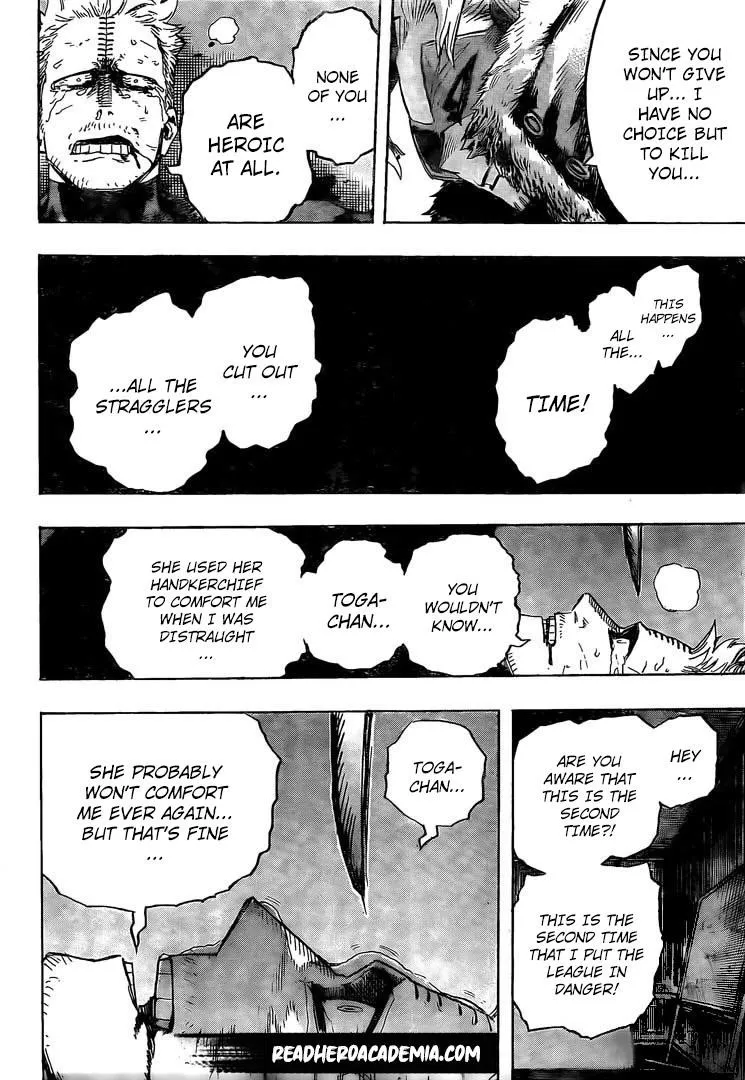 SINCE YOU
WON'T GIVE
UP... I
HAVE NO
CHOICE BUT
TO KILL
YOU...
NONE
OF YOU
...
ARE
HEROIC
AT ALL.
THIS
HAPPENS
...
ALL
THE...
TIME!
YOU
CUT OUT
...
...ALL THE
STRAGGLERS
...
YOU
WOULDN'T
KNOW...
TOGA-
CHAN...
SHE USED HER
HANDKERCHIEF
TO COMFORT ME
WHEN I WAS
DISTRAUGHT
...
HEY
...
ARE YOU
AWARE THAT
THIS IS THE
SECOND
TIME?!
THIS IS THE
SECOND TIME
THAT I PUT THE
LEAGUE IN
DANGER!
TOGA-
CHAN...
SHE PROBABLY
WON'T COMFORT
ME EVER AGAIN...
BUT THAT'S FINE
...
READHEROACADEMIA.COM